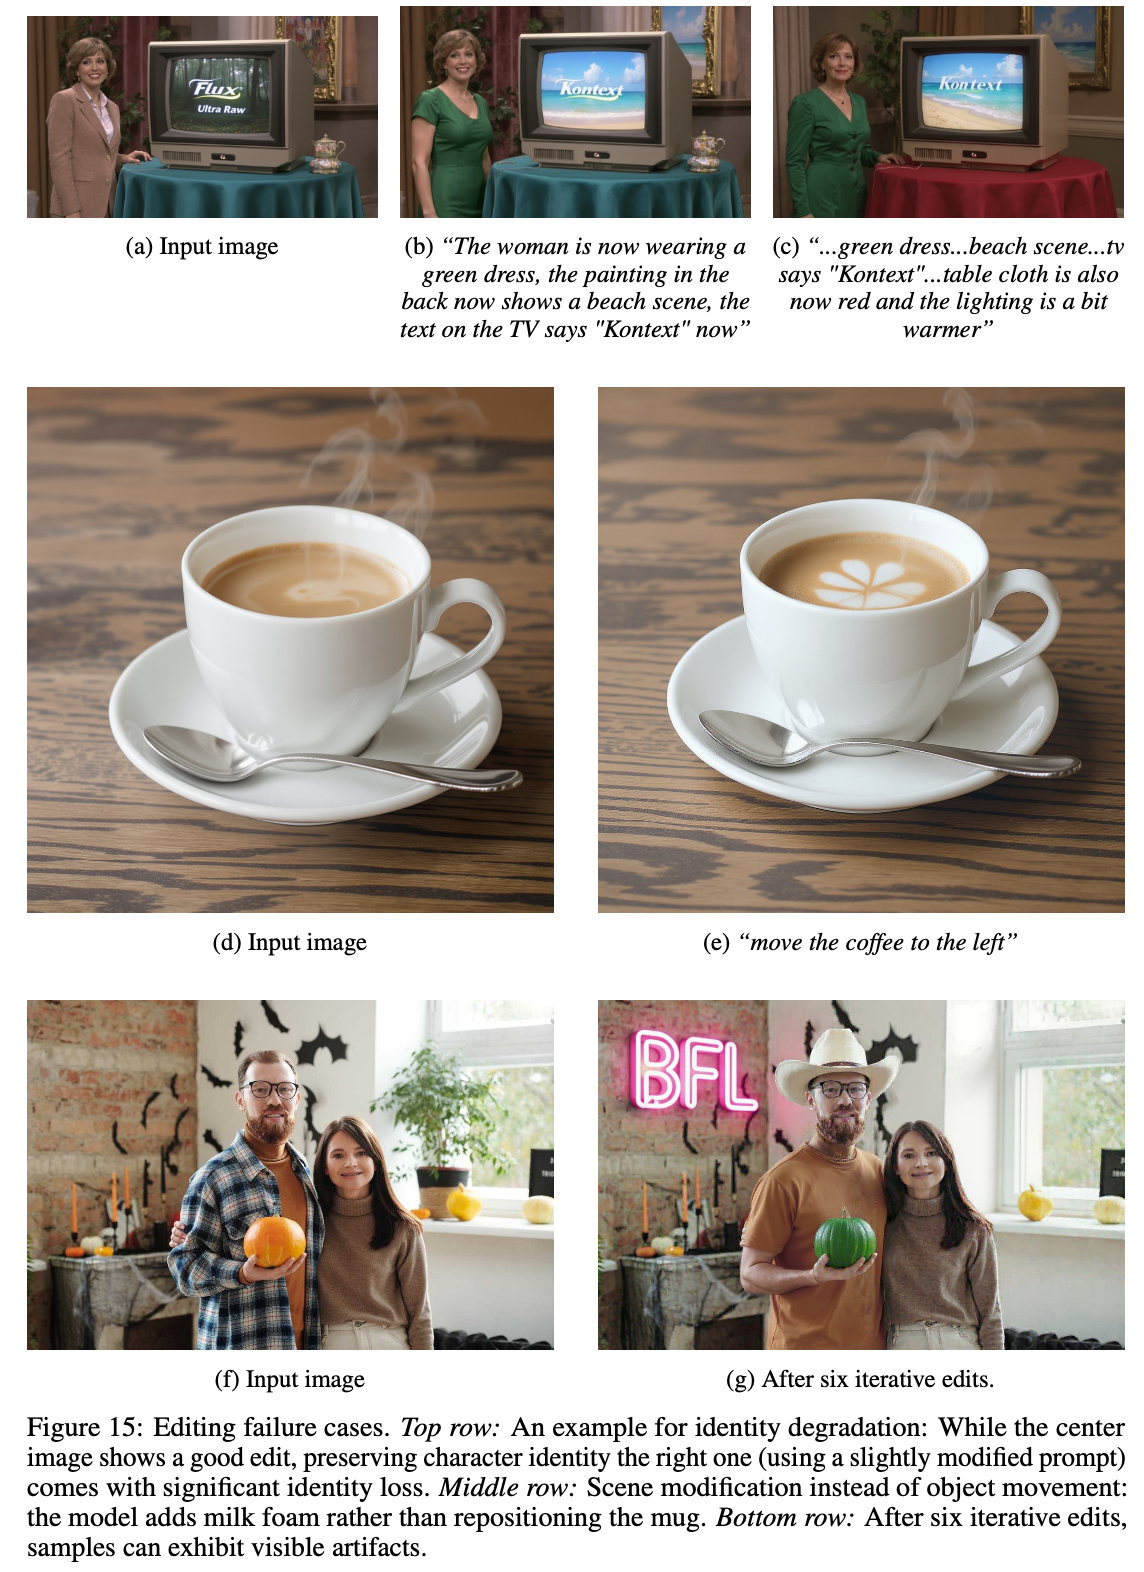 Flux
Ultra Raw
Kontext
Kontext
(a) Input image
(b) “The woman is now wearing a
green dress, the painting in the
back now shows a beach scene, the
text on the TV says "Kontext" now”
(c) “...green dress...beach scene...tv
says "Kontext"...table cloth is also
now red and the lighting is a bit
warmer”
(d) Input image
(e) “move the coffee to the left”
BFL
(f) Input image
(g) After six iterative edits.
Figure 15: Editing failure cases. Top row: An example for identity degradation: While the center
image shows a good edit, preserving character identity the right one (using a slightly modified prompt)
comes with significant identity loss. Middle row: Scene modification instead of object movement:
the model adds milk foam rather than repositioning the mug. Bottom row: After six iterative edits,
samples can exhibit visible artifacts.